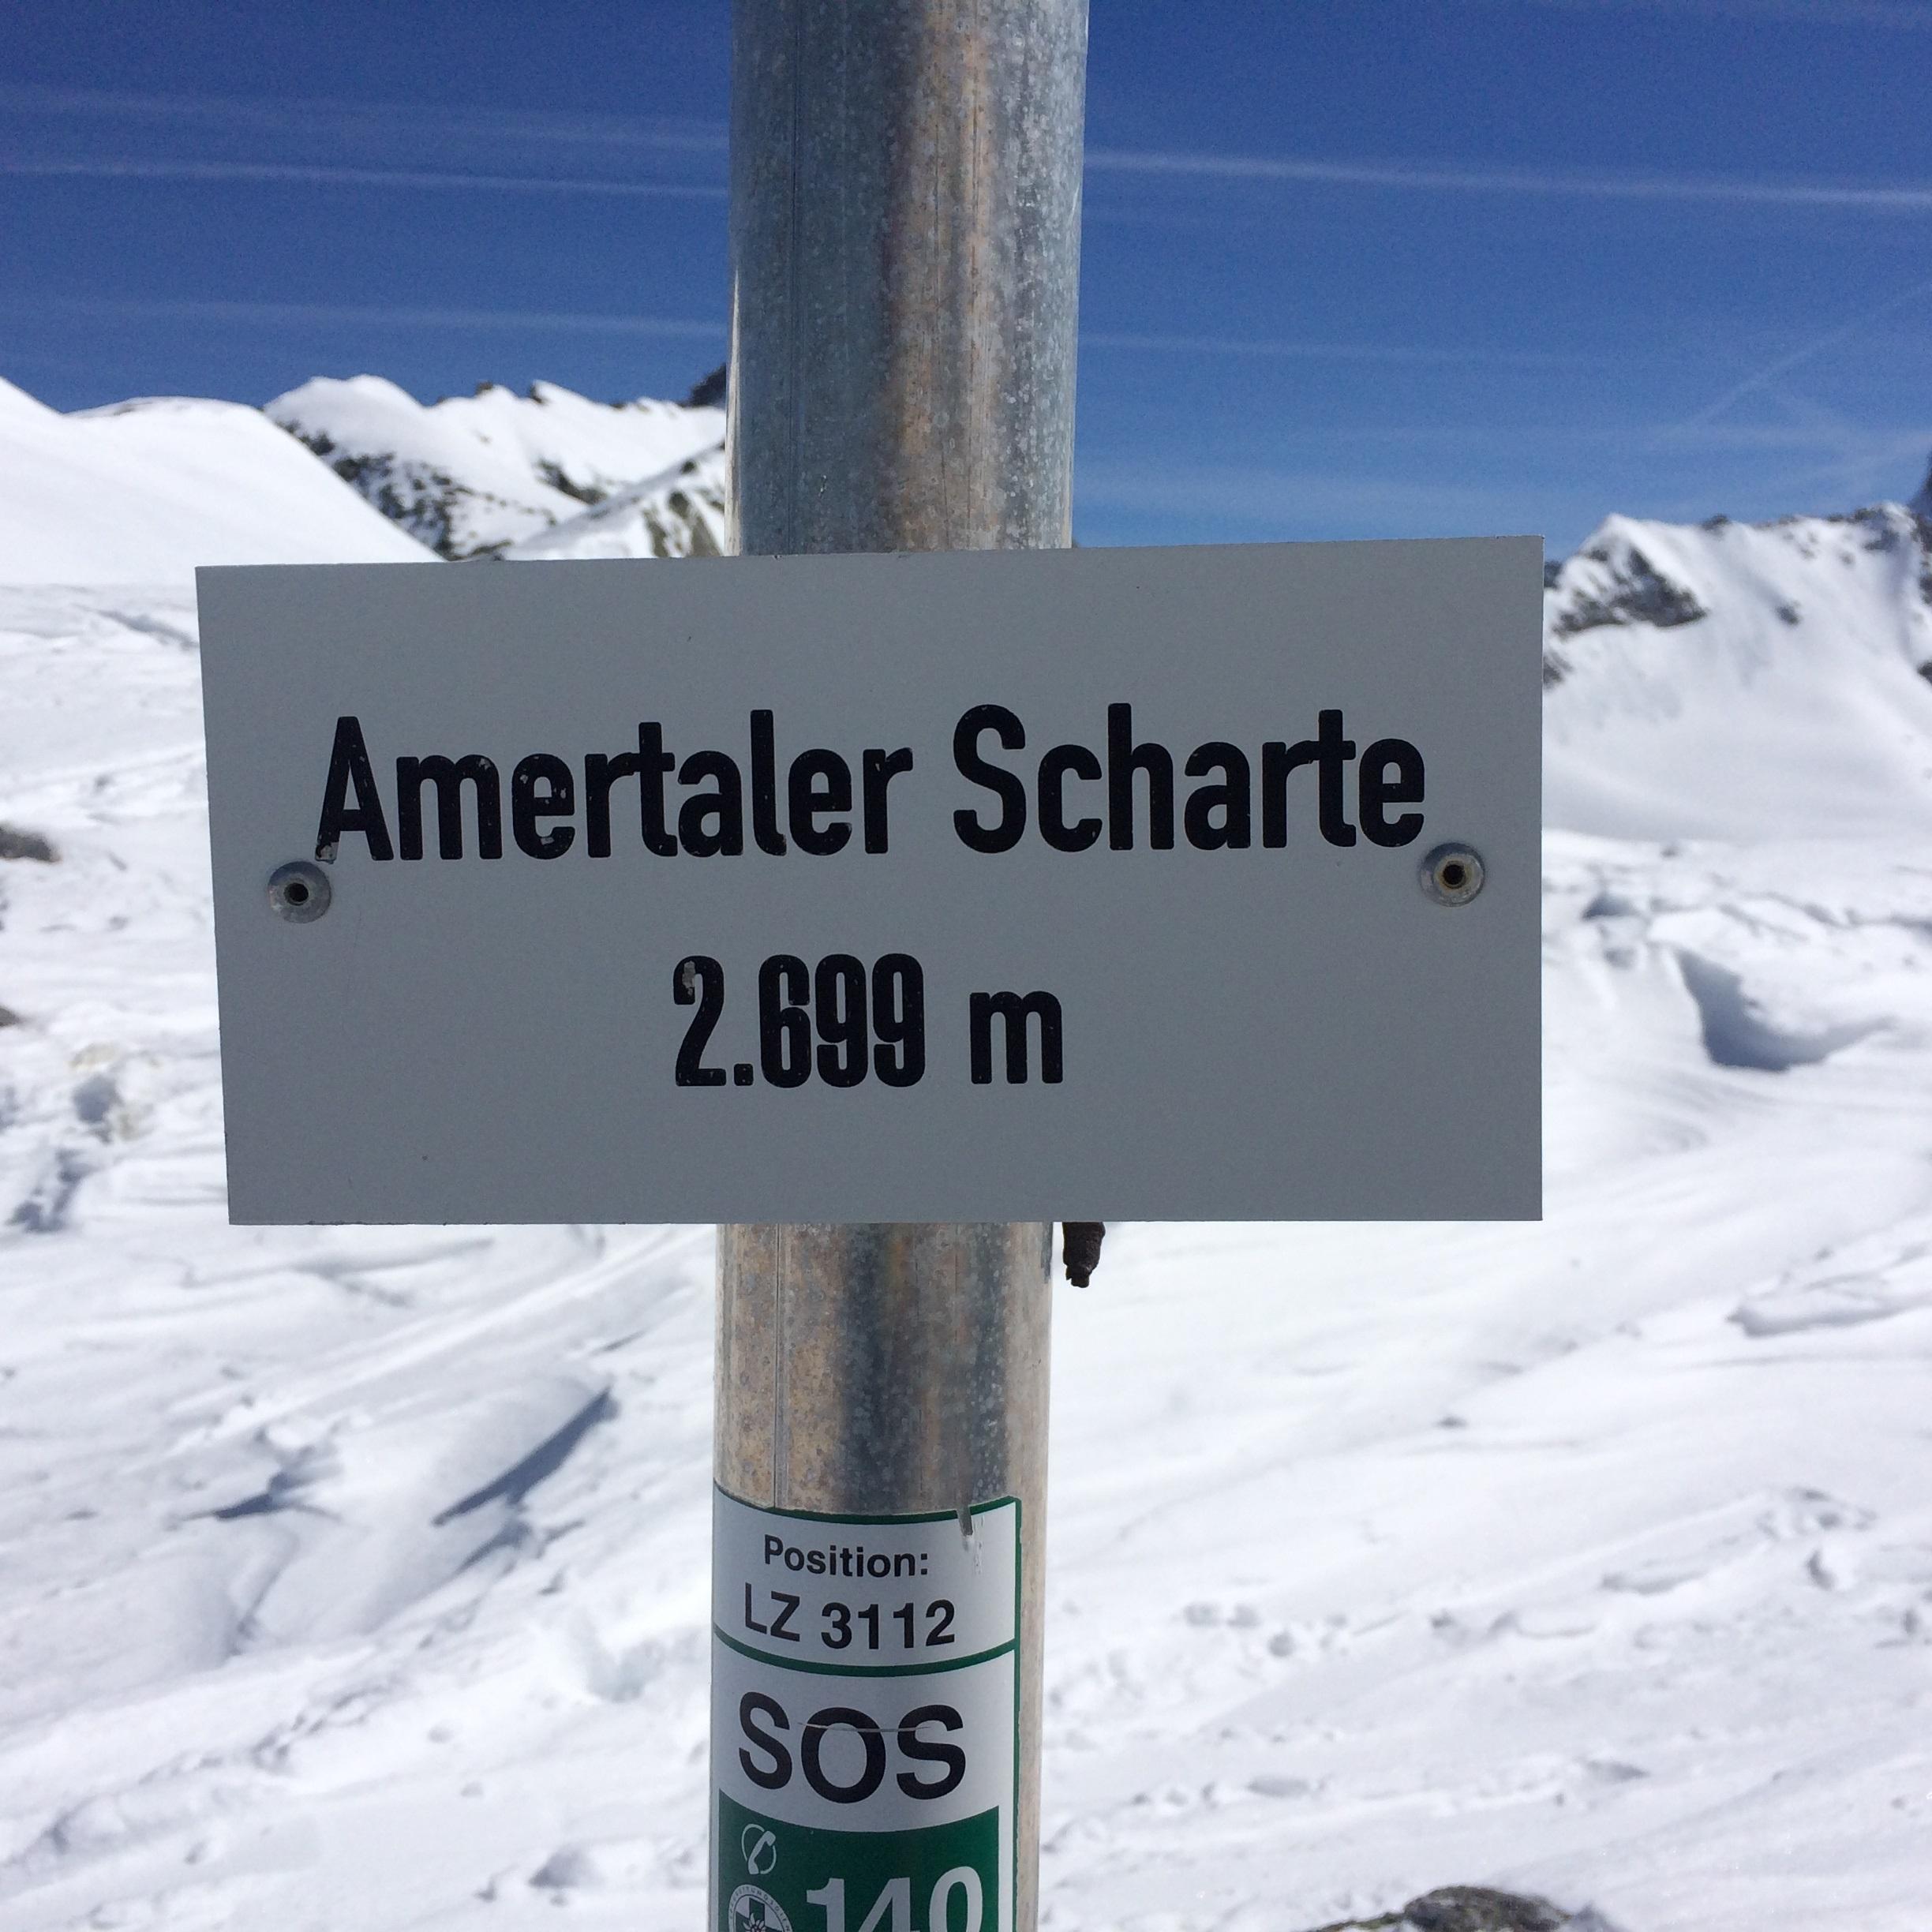 Amertaler Scharte
2.699 m
Position:
LZ 3112
SOS
140